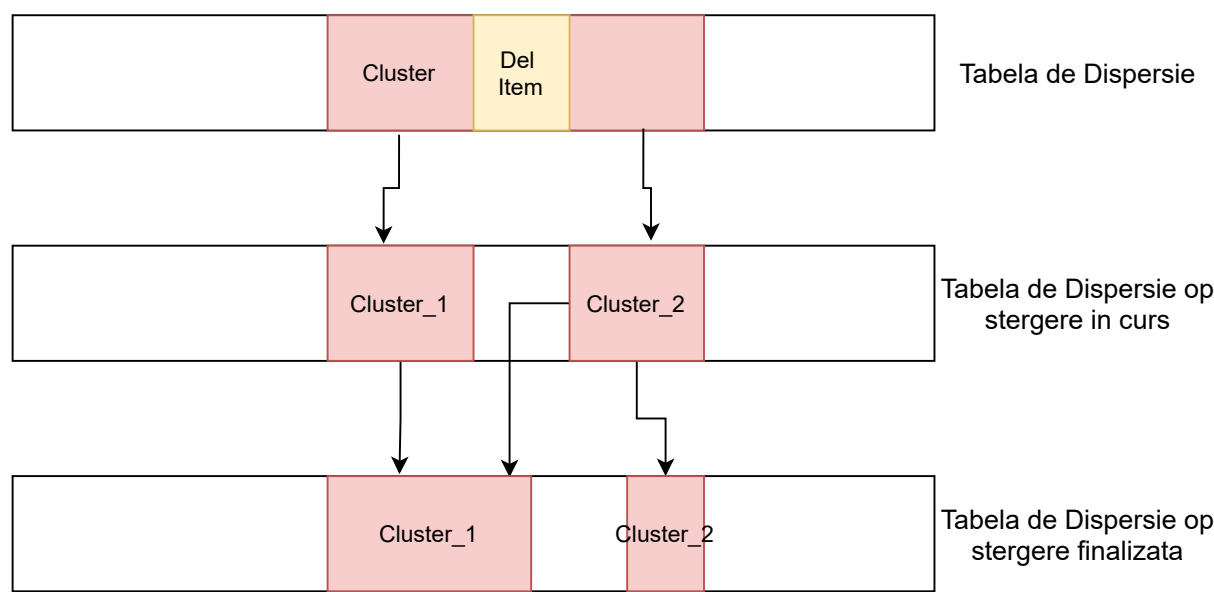 Cluster
Del
Item
Tabela de Dispersie
Cluster_1
Cluster_2
Tabela de Dispersie op
stergere in curs
Cluster_1
Cluster_2
Tabela de Dispersie op
stergere finalizata